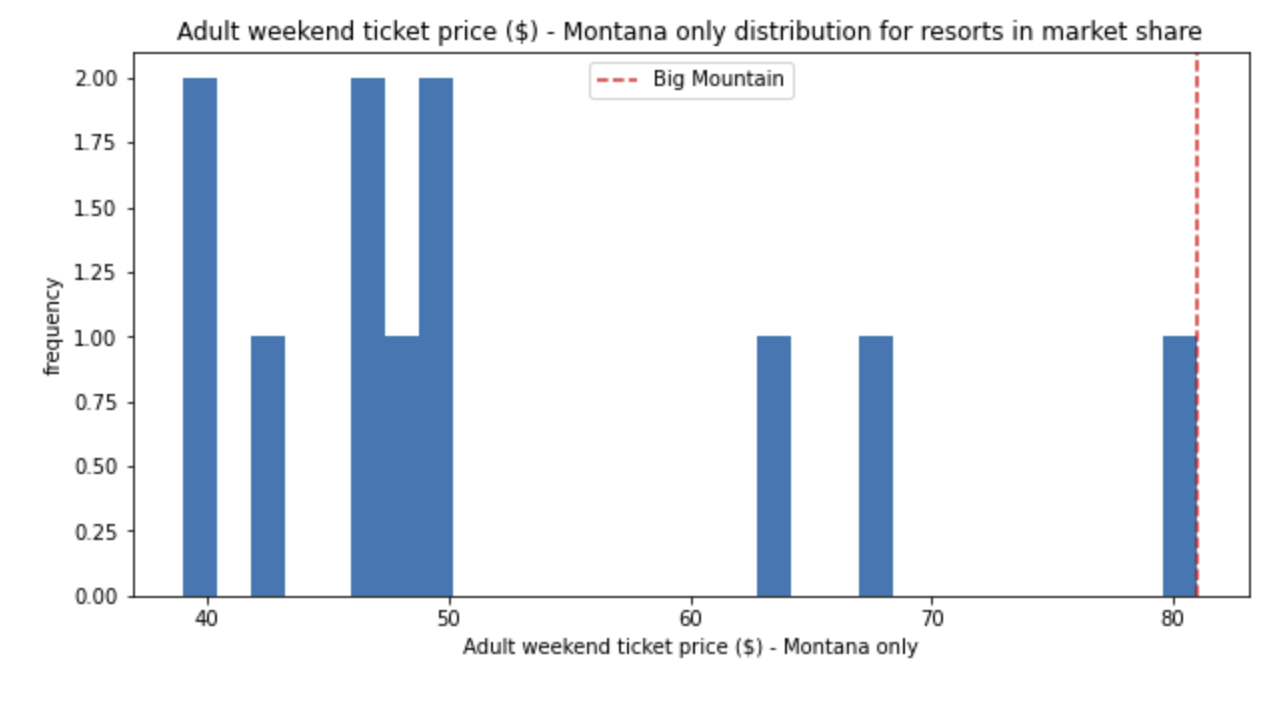 Adult weekend ticket price ($) - Montana only distribution for resorts in market share
Big Mountain
2.00
1.75
1.50
1.25
1.00
0.75
0.50
0.25
0.00
frequency
40 50 60 70 80
Adult weekend ticket price ($) - Montana only